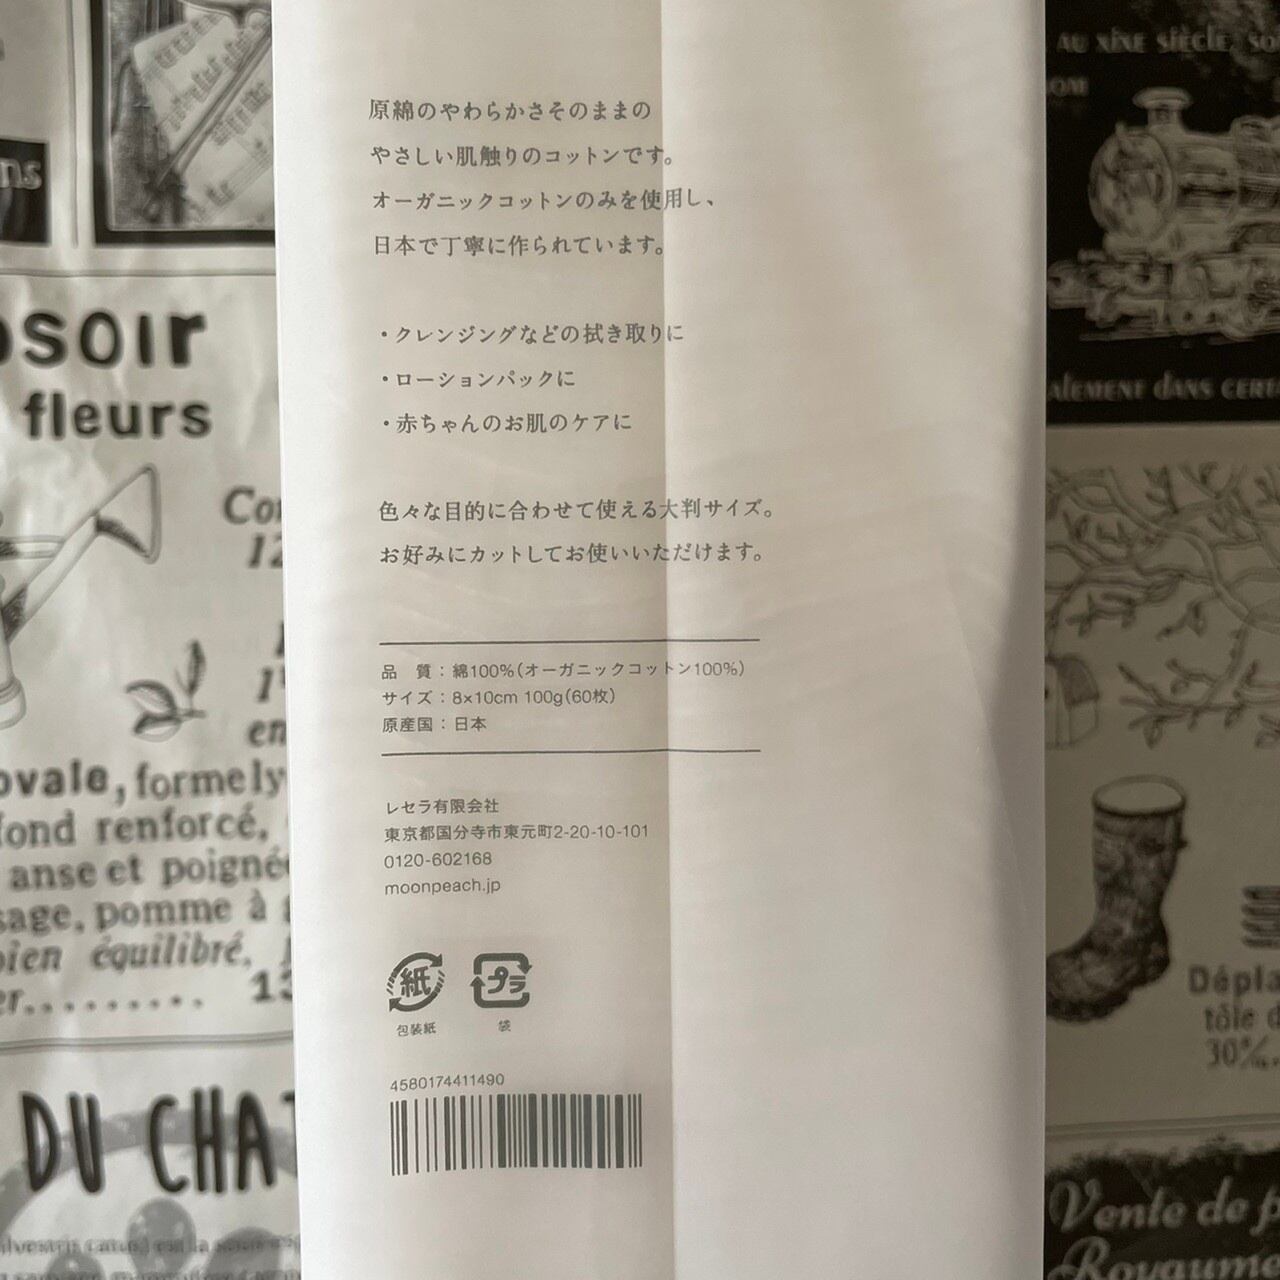 原綿のやわらかさそのままの
やさしい肌触りのコットンです。
オーガニックコットンのみを使用し、
日本で丁寧に作られています。
・クレンジングなどの拭き取りに
・ローションパックに
・赤ちゃんのお肌のケアに
色々な目的に合わせて使える大判サイズ。
お好みにカットしてお使いいただけます。
品 質：綿100%（オーガニックコットン100%）
サイズ：8×10cm 100g（60枚）
原産国：日本
レセラ有限会社
東京都国分寺市東元町2-20-10-101
0120-602168
moonpeach.jp
紙 プラ
包装紙 袋
4580174411490
fleurs
ovale, formely
fond renforcé,
anse et poignée
sage, pomme à
bien équilibré,
DU CHA
AU XIXE SIÈCLE, SO
ALEMENT dANS CERT
Dépla
tôle d
30%.
Vente de p
Royaume